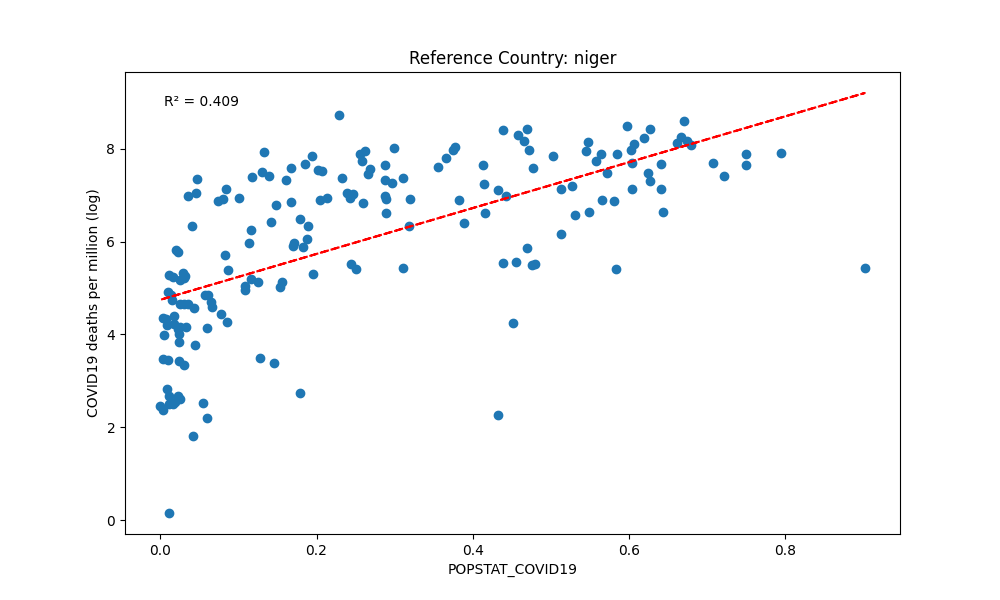 Reference Country: niger
R² = 0.409
COVID19 deaths per million (log)
8
6
4
2
0
0.0 0.2 0.4 0.6 0.8
POPSTAT_COVID19